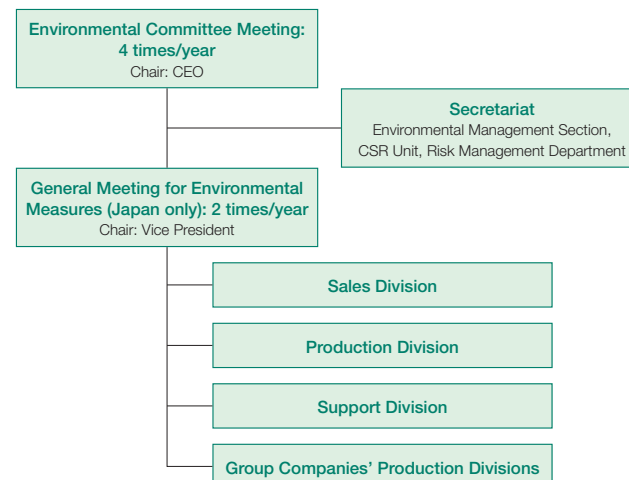 Environmental Committee Meeting:
4 times/year
Chair: CEO
Secretariat
Environmental Management Section,
CSR Unit, Risk Management Department
General Meeting for Environmental
Measures (Japan only): 2 times/year
Chair: Vice President
Sales Division
Production Division
Support Division
Group Companies’ Production Divisions